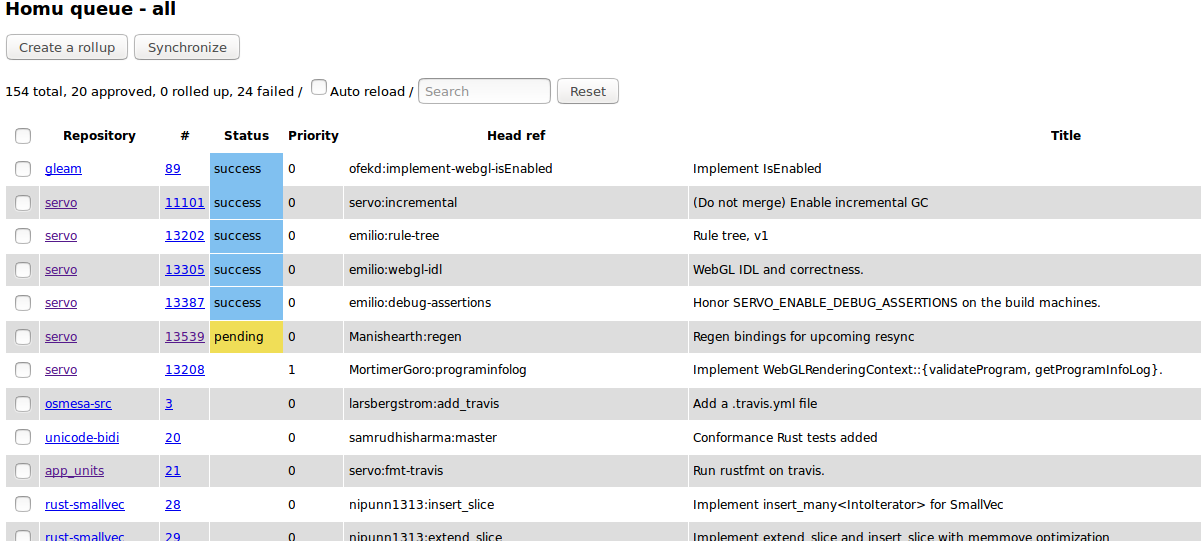 Homu queue - all
Create a rollup Synchronize
154 total, 20 approved, 0 rolled up, 24 failed / Auto reload / Search Reset
Repository # Status Priority Head ref Title
gleam 89 success 0 ofekd:implement-webgl-isEnabled Implement IsEnabled
servo 11101 success 0 servo:incremental (Do not merge) Enable incremental GC
servo 13202 success 0 emilio:rule-tree Rule tree, v1
servo 13305 success 0 emilio:webgl-idl WebGL IDL and correctness.
servo 13387 success 0 emilio:debug-assertions Honor SERVO_ENABLE_DEBUG_ASSERTIONS on the build machines.
servo 13539 pending 0 Manishearth:regen Regen bindings for upcoming resync
servo 13208 1 MortimerGoro:programinfolog Implement WebGLRenderingContext::{validateProgram, getProgramInfoLog}.
osmesa-src 3 0 larsbergstrom:add_travis Add a .travis.yml file
unicode-bidi 20 0 samrudhisharma:master Conformance Rust tests added
app_units 21 0 servo:fmt-travis Run rustfmt on travis.
rust-smallvec 28 0 nipunn1313:insert_slice Implement insert_many<IntoIterator> for SmallVec
rust-smallvec 29 0 nipunn1313:extend_slice Implement extend_slice and insert_slice with memmove optimization